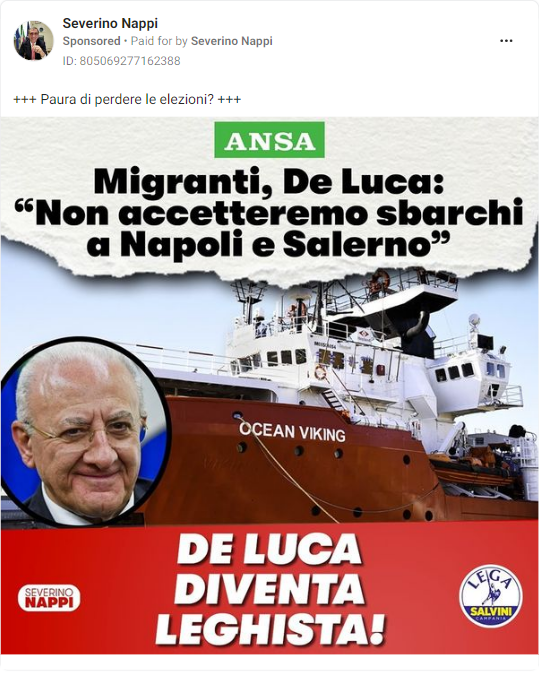 Severino Nappi
Sponsored • Paid for by Severino Nappi
ID: 805069277162388
+++ Paura di perdere le elezioni? +++
ANSA
Migranti, De Luca:
“Non accetteremo sbarchi
a Napoli e Salerno”
OCEAN VIKING
DE LUCA
DIVENTA
LEGHISTA!
SEVERINO
NAPPI
LEGA
SALVINI
CAMPANIA